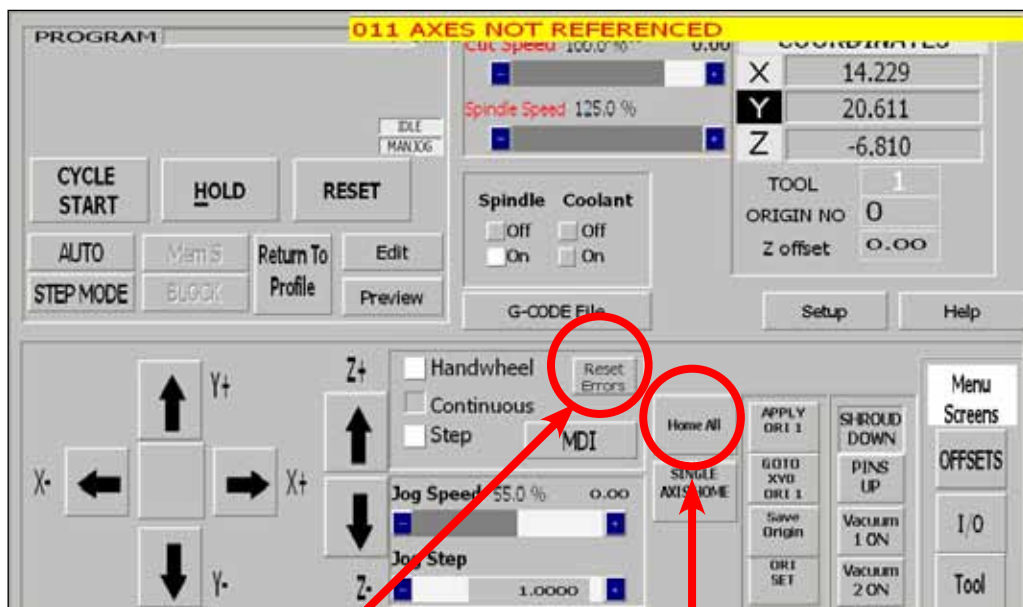 011 AXES NOT REFERENCED
PROGRAM
Cut Speed 100.0 % 0.00
COORDINATES
X 14.229
Spindle Speed 125.0 %
Y 20.611
Z -6.810
IDLE
MANJOG
CYCLE START
HOLD
RESET
Spindle Coolant
Off Off
On On
TOOL 1
ORIGIN NO 0
Z offset 0.00
AUTO
Mem S
Return To Profile
Edit
STEP MODE
BLOCK
Preview
G-CODE File
Setup
Help
Y+
X-
X+
Y-
Z+
Z-
Handwheel
Continuous
Step
Reset Errors
MDI
Jog Speed 55.0 % 0.00
Jog Step
1.0000
Home All
SINGLE AXIS HOME
APPLY ORI 1
GOTO XY0 ORI 1
Save Origin
ORI SET
SHROUD DOWN
PINS UP
Vacuum 1 ON
Vacuum 2 ON
Menu Screens
OFFSETS
I/O
Tool